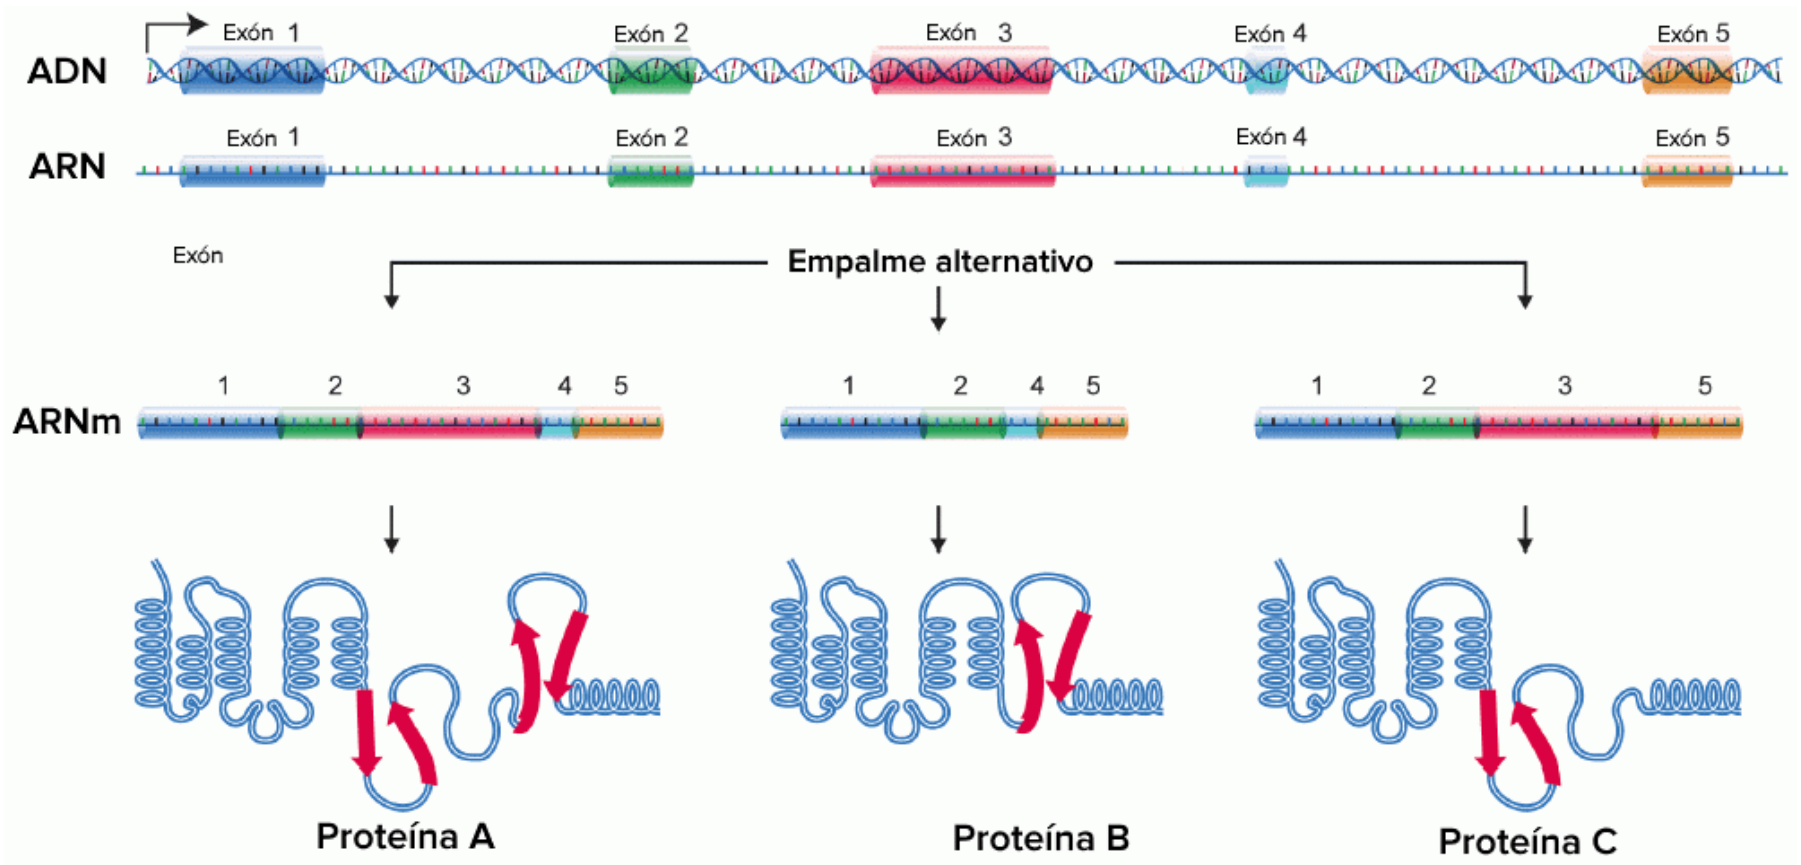 Exón 1 Exón 2 Exón 3 Exón 4 Exón 5
ADN
Exón 1 Exón 2 Exón 3 Exón 4 Exón 5
ARN
Exón
Empalme alternativo
1 2 3 4 5 1 2 4 5 1 2 3 5
ARNm
Proteína A Proteína B Proteína C